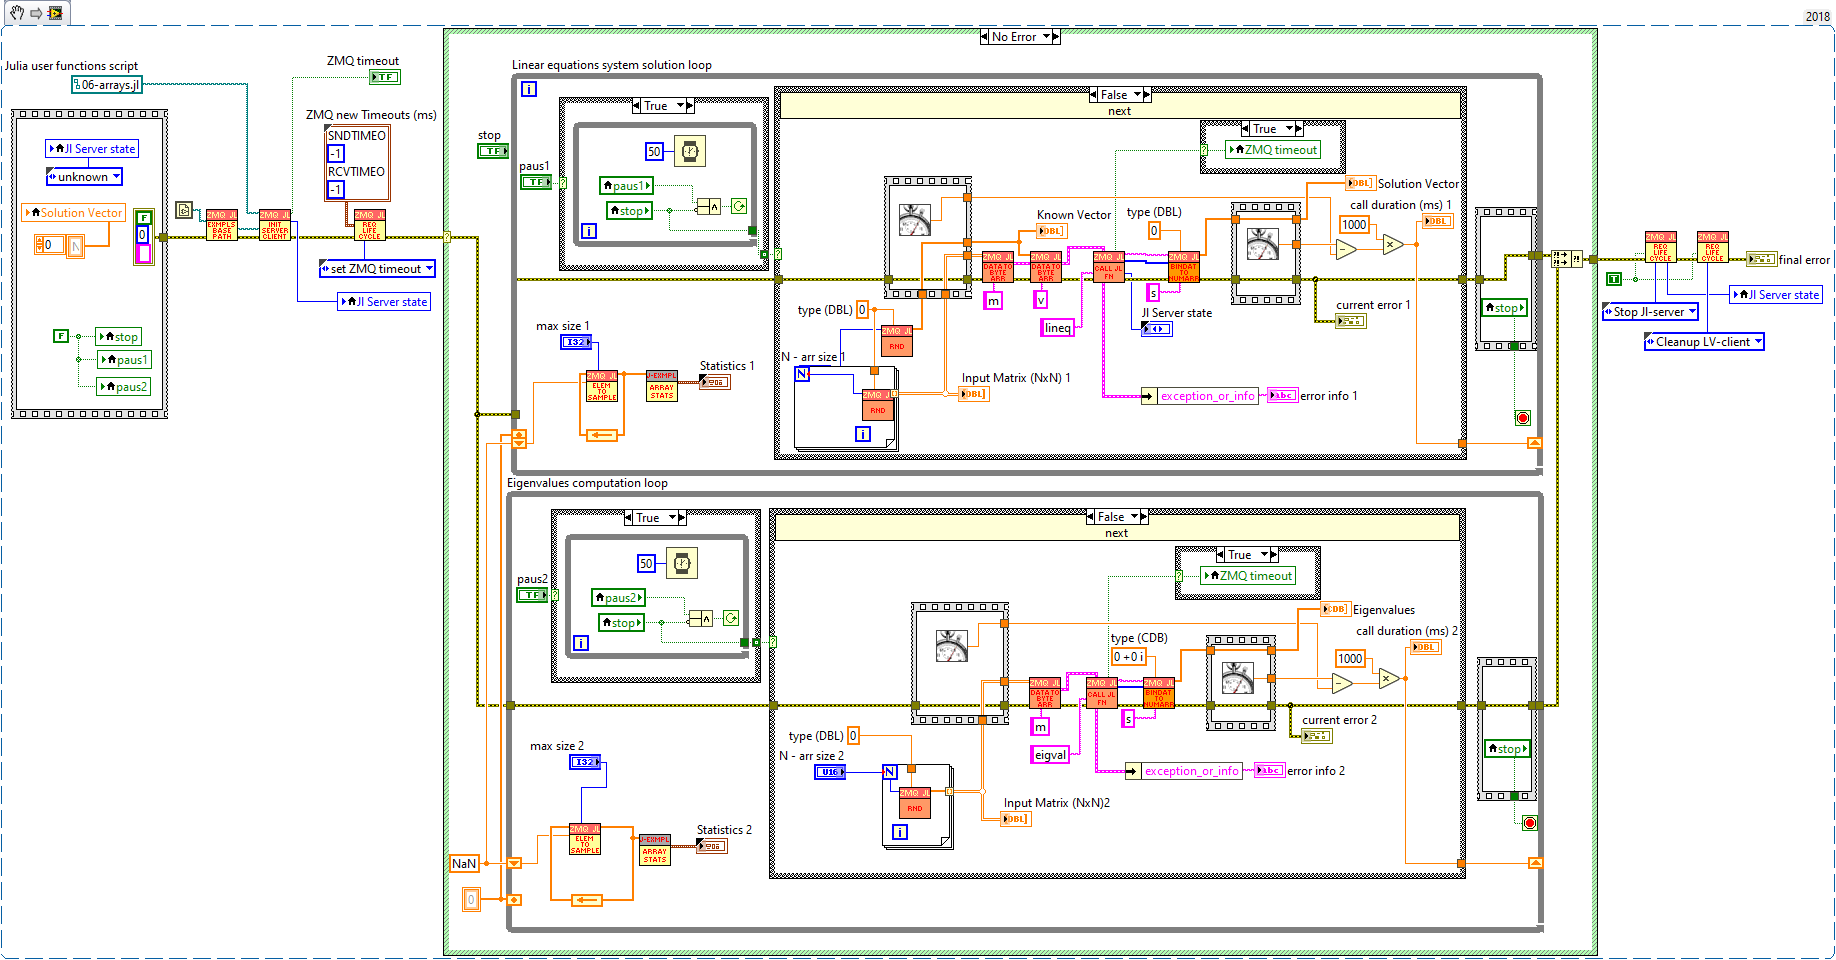 2018
No Error
Julia user functions script
06-arrays.jl
ZMQ timeout
TF
ZMQ new Timeouts (ms)
SNDTIMEO
-1
RCVTIMEO
-1
JI Server state
unknown
Solution Vector
0
N
F
0
ZMQ JL
EXMPL
BASE
PATH
ZMQ JL
INIT
SERVER
CLIENT
ZMQ JL
REQ
LIFE
CYCLE
set ZMQ timeout
JI Server state
F
stop
paus1
paus2
Linear equations system solution loop
i
stop
TF
paus1
TF
True
50
paus1
stop
i
False
next
True
ZMQ timeout
Solution Vector
DBL
call duration (ms) 1
DBL
1000
Known Vector
DBL
type (DBL)
0
ZMQ JL
DATA TO
BYTE
ARR
m
ZMQ JL
DATA TO
BYTE
ARR
v
ZMQ JL
CALL JL
FN
lineq
ZMQ JL
BINDAT
TO
NUMARR
s
JI Server state
current error 1
type (DBL)
0
ZMQ JL
RND
N - arr size 1
N
ZMQ JL
RND
i
Input Matrix (NxN) 1
DBL
exception_or_info
abc
error info 1
stop
max size 1
I32
ZMQ JL
ELEM
TO
SAMPLE
J-EXMPL
ARRAY
STATS
Statistics 1
ZMQ JL
REQ
LIFE
CYCLE
ZMQ JL
REQ
LIFE
CYCLE
final error
T
JI Server state
Stop JI-server
Cleanup LV-client
Eigenvalues computation loop
paus2
TF
True
50
paus2
stop
i
False
next
True
ZMQ timeout
Eigenvalues
CDB
call duration (ms) 2
DBL
1000
type (CDB)
0 +0 i
ZMQ JL
DATA TO
BYTE
ARR
m
ZMQ JL
CALL JL
FN
eigval
ZMQ JL
BINDAT
TO
NUMARR
s
current error 2
type (DBL)
0
N - arr size 2
U16
N
ZMQ JL
RND
i
Input Matrix (NxN)2
DBL
exception_or_info
abc
error info 2
stop
max size 2
I32
ZMQ JL
ELEM
TO
SAMPLE
J-EXMPL
ARRAY
STATS
Statistics 2
NaN
0